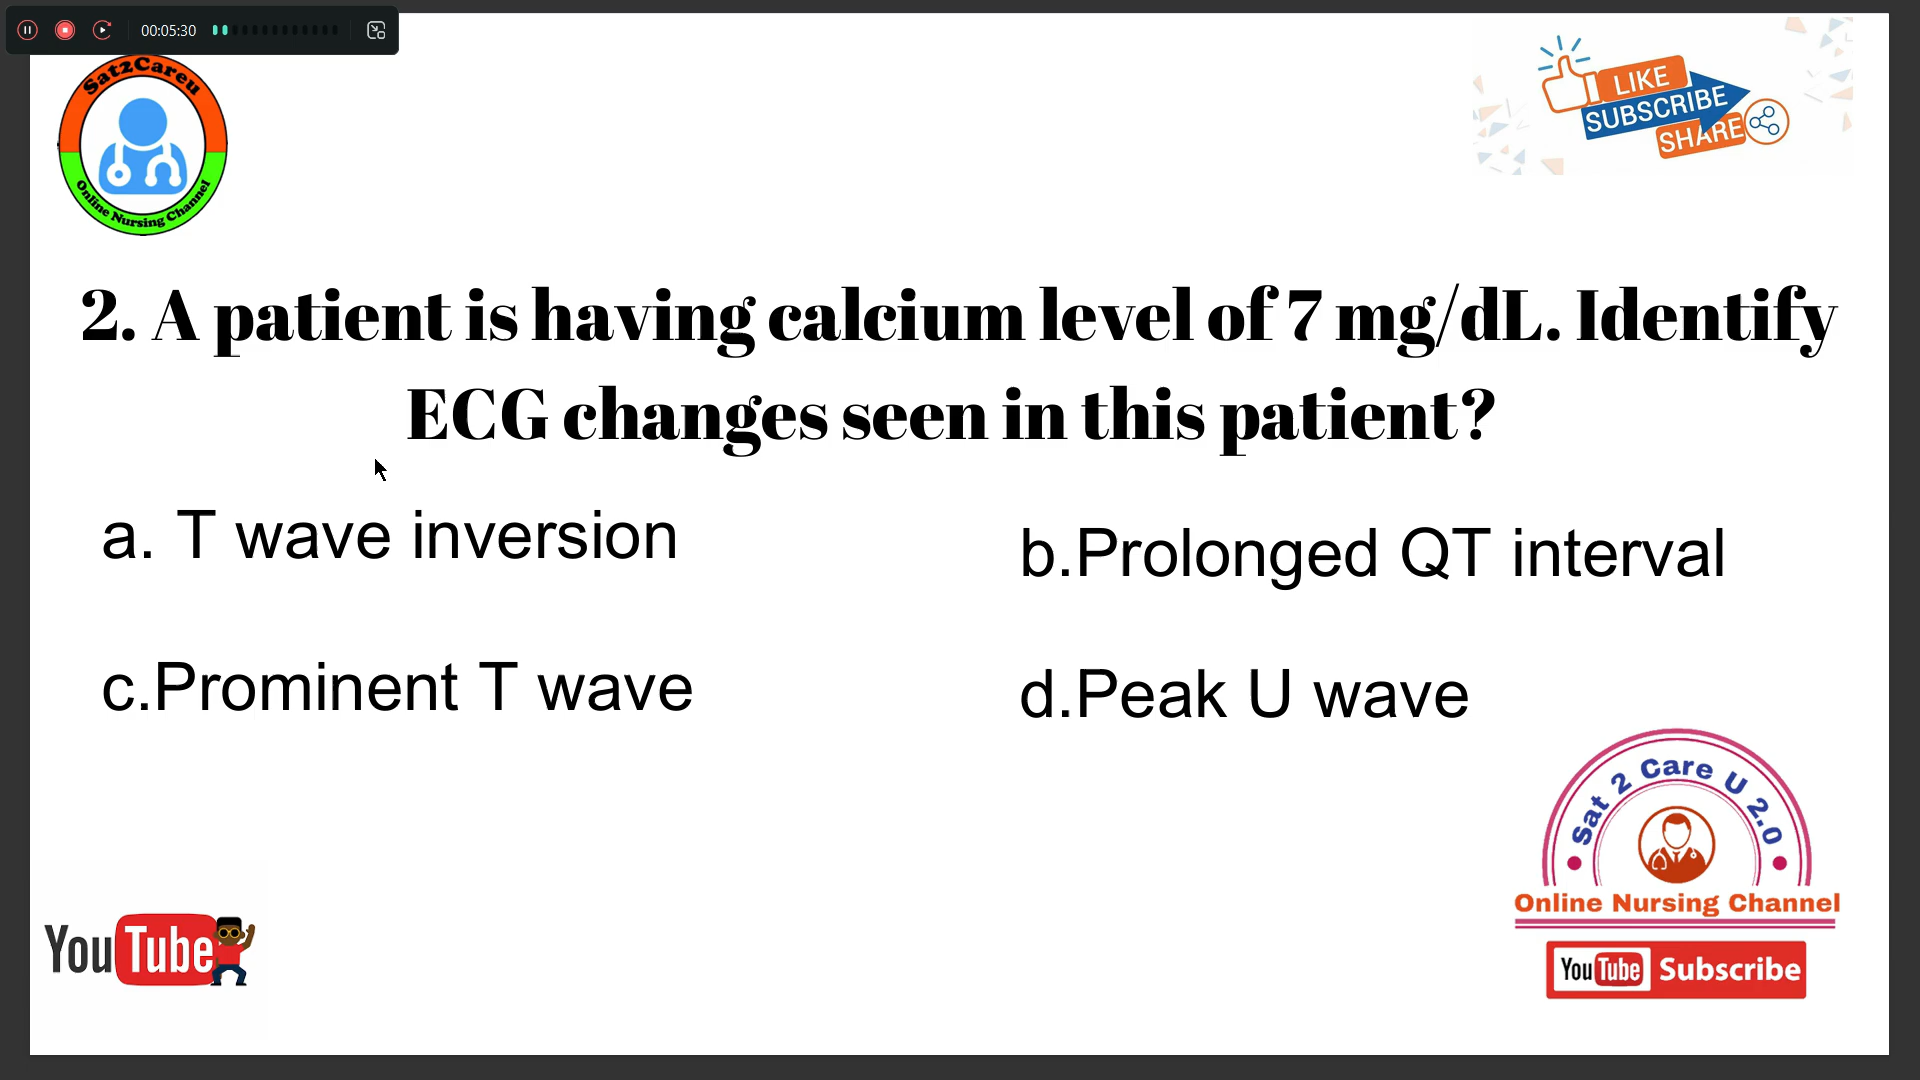 00:05:30
Sat2Careu
Online Nursing Channel
LIKE
SUBSCRIBE
SHARE
2. A patient is having calcium level of 7 mg/dL. Identify
ECG changes seen in this patient?
a. T wave inversion
b.Prolonged QT interval
c.Prominent T wave
d.Peak U wave
Sat 2 Care U 2.0
Online Nursing Channel
YouTube
YouTube Subscribe